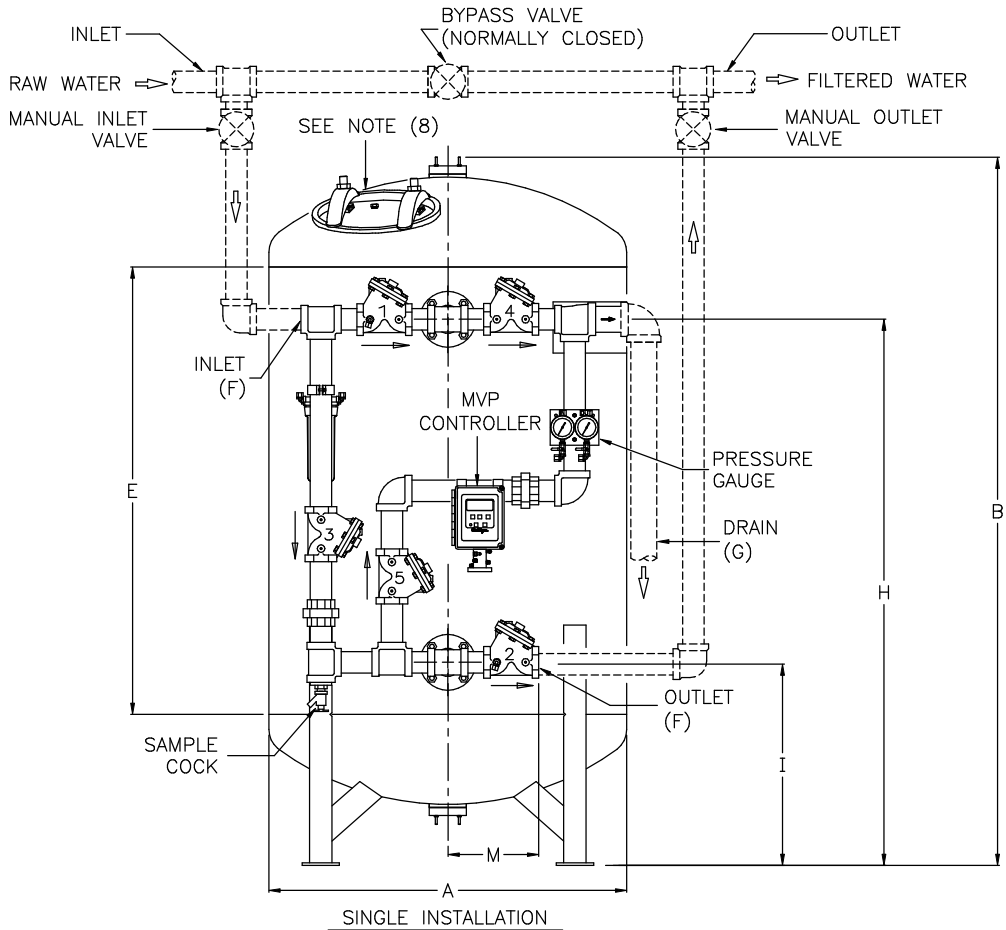 BYPASS VALVE
(NORMALLY CLOSED)
INLET
OUTLET
RAW WATER
FILTERED WATER
MANUAL INLET
VALVE
SEE NOTE (8)
MANUAL OUTLET
VALVE
1
4
INLET
(F)
MVP
CONTROLLER
PRESSURE
GAUGE
E
B
3
DRAIN
(G)
H
5
2
OUTLET
(F)
SAMPLE
COCK
I
M
A
SINGLE INSTALLATION